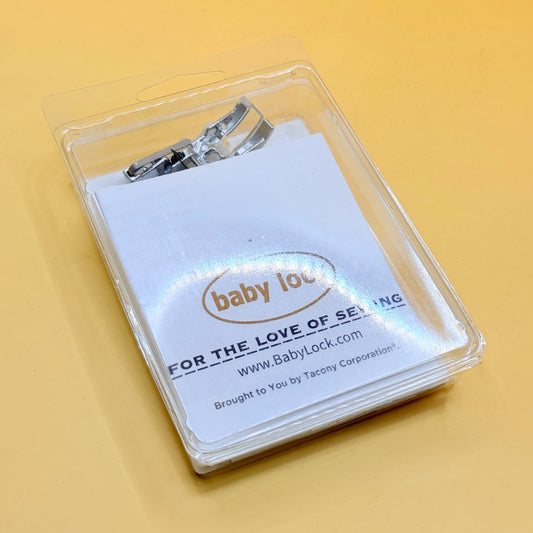 baby lock
FOR THE LOVE OF SEWING
www.BabyLock.com
Brought to You by Tacony Corporation®.